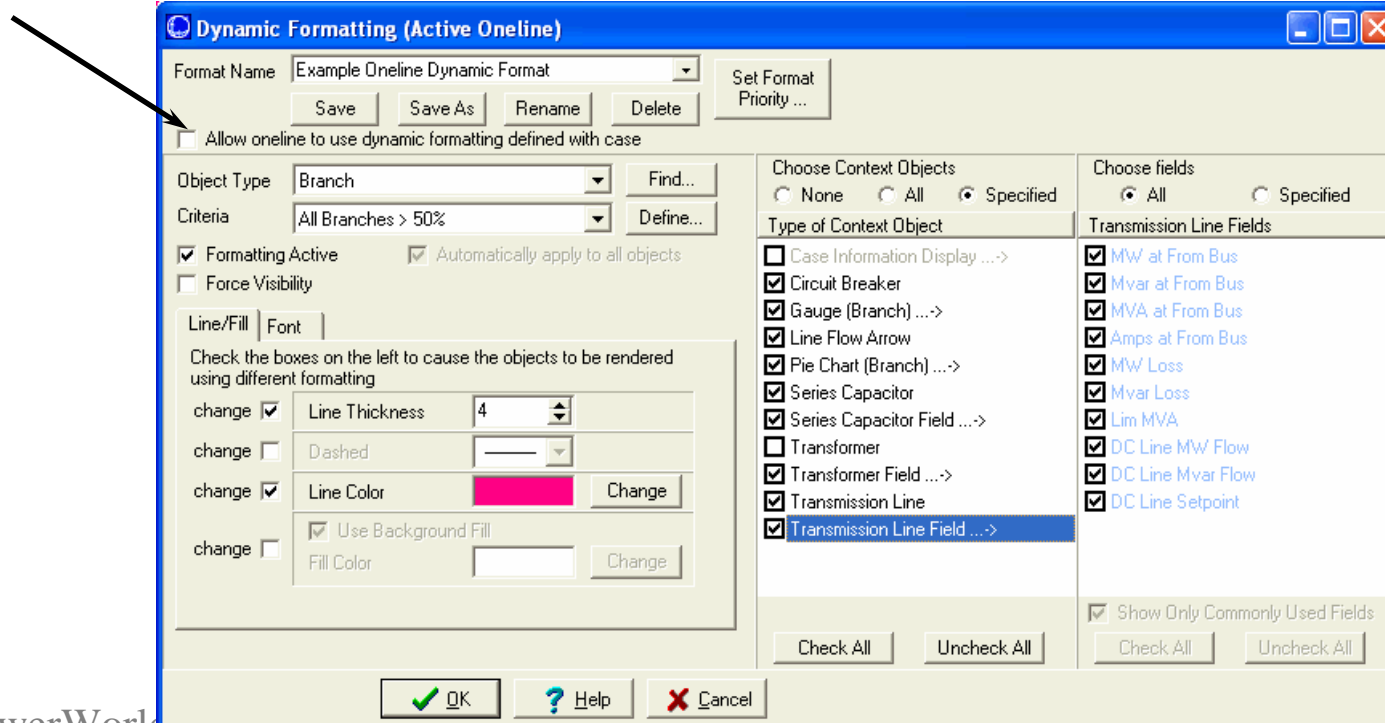 Dynamic Formatting (Active Oneline)
Format Name Example Oneline Dynamic Format
Set Format Priority ...
Save Save As Rename Delete
Allow oneline to use dynamic formatting defined with case
Object Type Branch Find...
Criteria All Branches > 50% Define...
Formatting Active Automatically apply to all objects
Force Visibility
Line/Fill Font
Check the boxes on the left to cause the objects to be rendered
using different formatting
change Line Thickness 4
change Dashed
change Line Color Change
change Use Background Fill
Fill Color Change
Choose Context Objects
None All Specified
Type of Context Object
Case Information Display ...->
Circuit Breaker
Gauge (Branch) ...->
Line Flow Arrow
Pie Chart (Branch) ...->
Series Capacitor
Series Capacitor Field ...->
Transformer
Transformer Field ...->
Transmission Line
Transmission Line Field ...->
Check All Uncheck All
Choose fields
All Specified
Transmission Line Fields
MW at From Bus
Mvar at From Bus
MVA at From Bus
Amps at From Bus
MW Loss
Mvar Loss
Lim MVA
DC Line MW Flow
DC Line Mvar Flow
DC Line Setpoint
Show Only Commonly Used Fields
Check All Uncheck All
OK Help Cancel